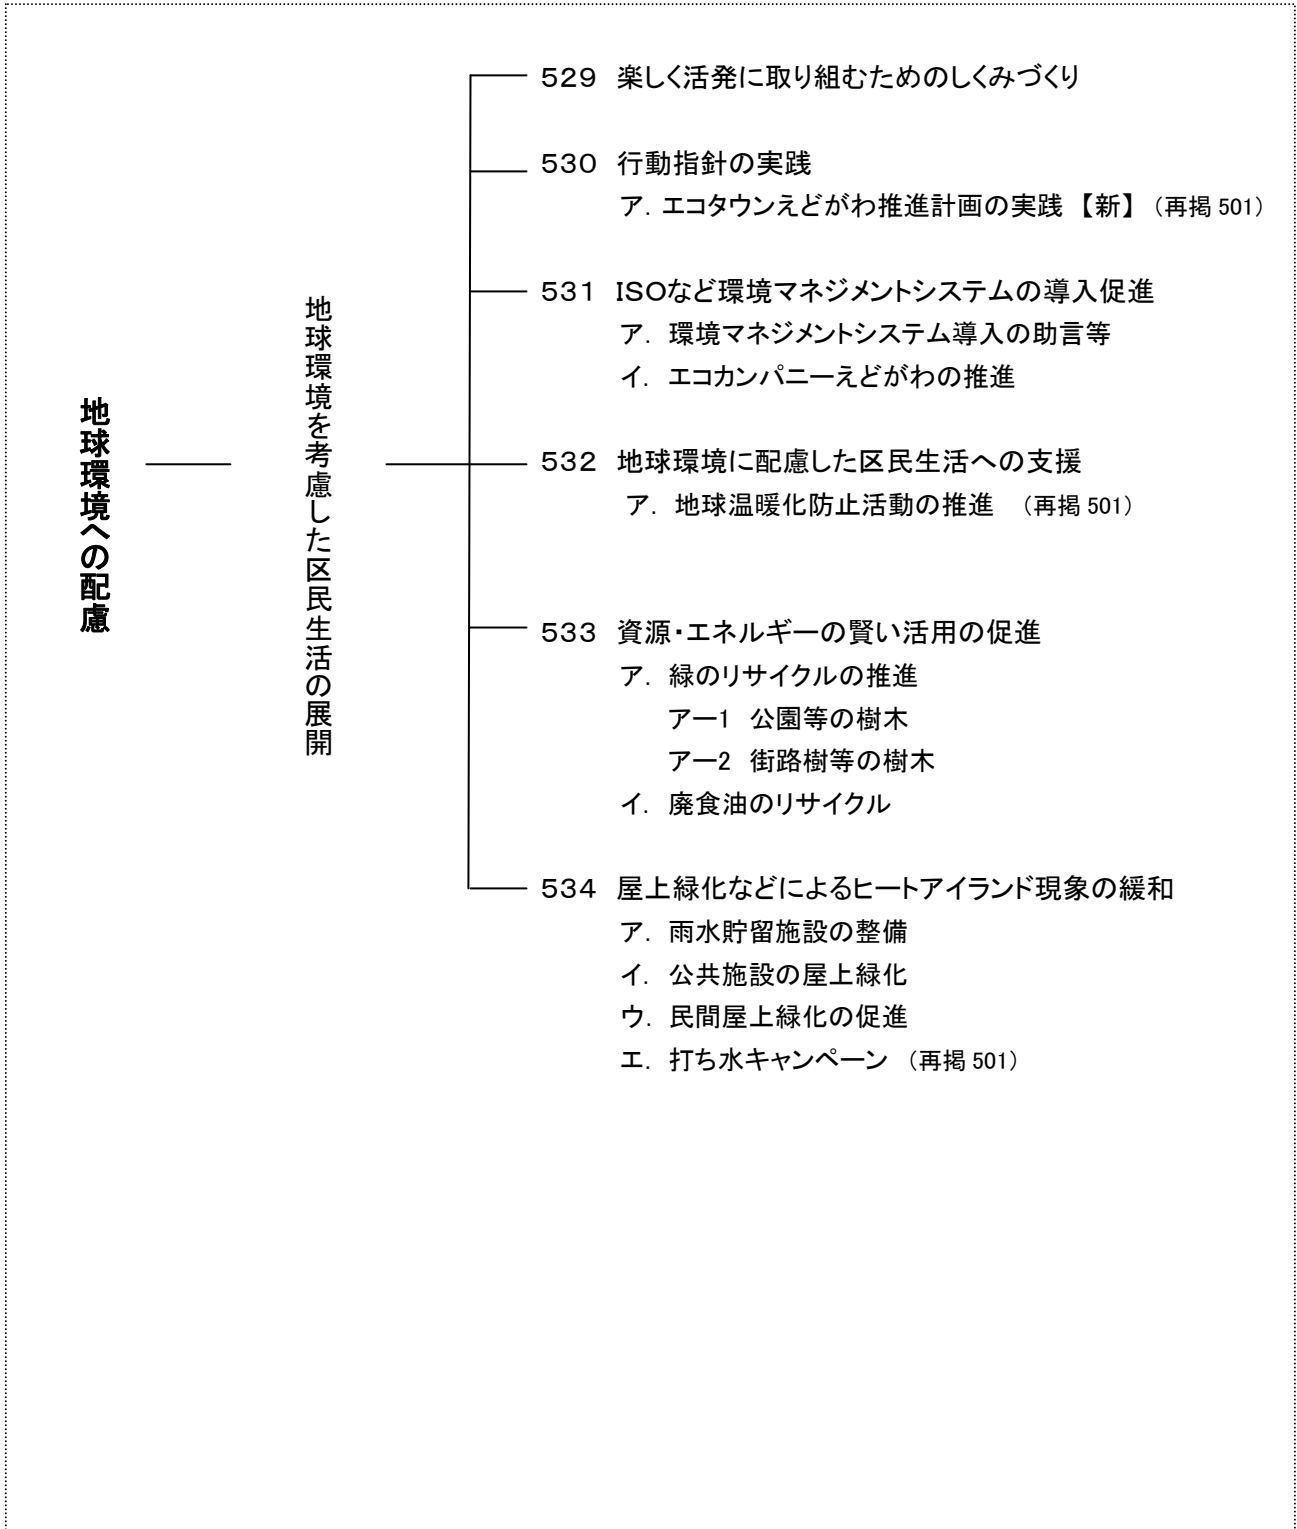 地球環境への配慮
地球環境を考慮した区民生活の展開
529 楽しく活発に取り組むためのしくみづくり
530 行動指針の実践
ア．エコタウンえどがわ推進計画の実践【新】（再掲 501）
531 ISOなど環境マネジメントシステムの導入促進
ア． 環境マネジメントシステム導入の助言等
イ． エコカンパニーえどがわの推進
532 地球環境に配慮した区民生活への支援
ア． 地球温暖化防止活動の推進 （再掲 501）
533 資源・エネルギーの賢い活用の促進
ア． 緑のリサイクルの推進
アー1 公園等の樹木
アー2 街路樹等の樹木
イ． 廃食油のリサイクル
534 屋上緑化などによるヒートアイランド現象の緩和
ア． 雨水貯留施設の整備
イ． 公共施設の屋上緑化
ウ． 民間屋上緑化の促進
エ． 打ち水キャンペーン （再掲 501）